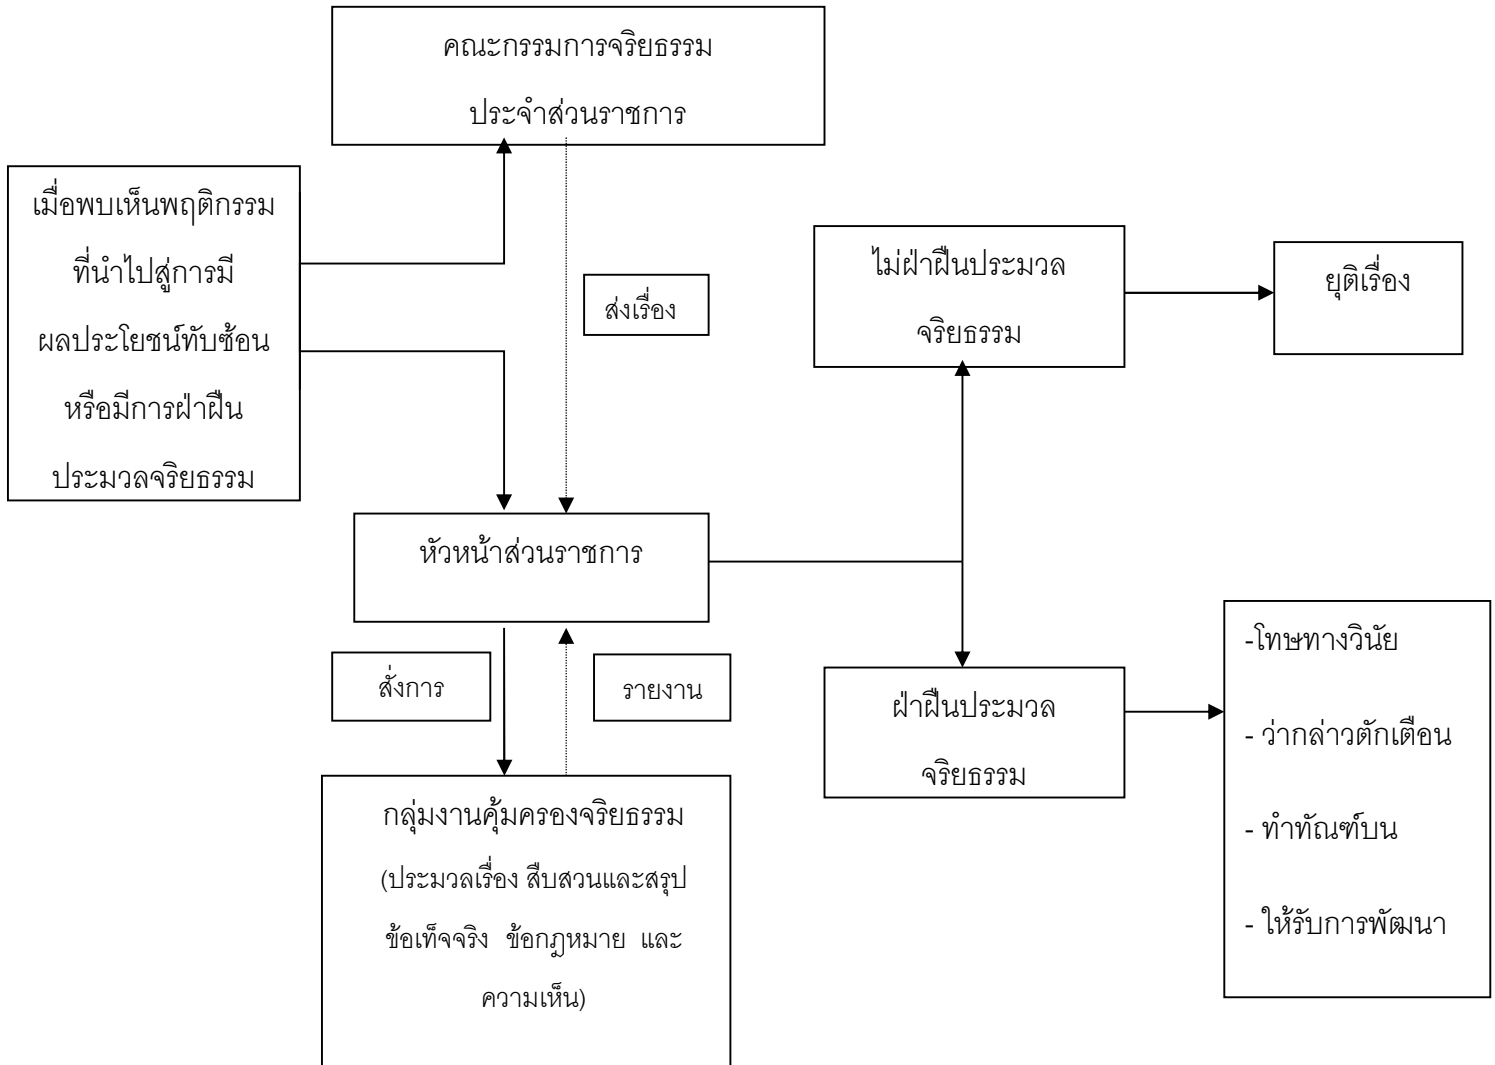 คณะกรรมการจริยธรรม
ประจำส่วนราชการ
เมื่อพบเห็นพฤติกรรม
ที่นำไปสู่การมี
ผลประโยชน์ทับซ้อน
หรือมีการฝ่าฝืน
ประมวลจริยธรรม
ส่งเรื่อง
ไม่ฝ่าฝืนประมวล
จริยธรรม
ยุติเรื่อง
หัวหน้าส่วนราชการ
สั่งการ
รายงาน
ฝ่าฝืนประมวล
จริยธรรม
-โทษทางวินัย
- ว่ากล่าวตักเตือน
- ทำทัณฑ์บน
- ให้รับการพัฒนา
กลุ่มงานคุ้มครองจริยธรรม
(ประมวลเรื่อง สืบสวนและสรุป
ข้อเท็จจริง ข้อกฎหมาย และ
ความเห็น)